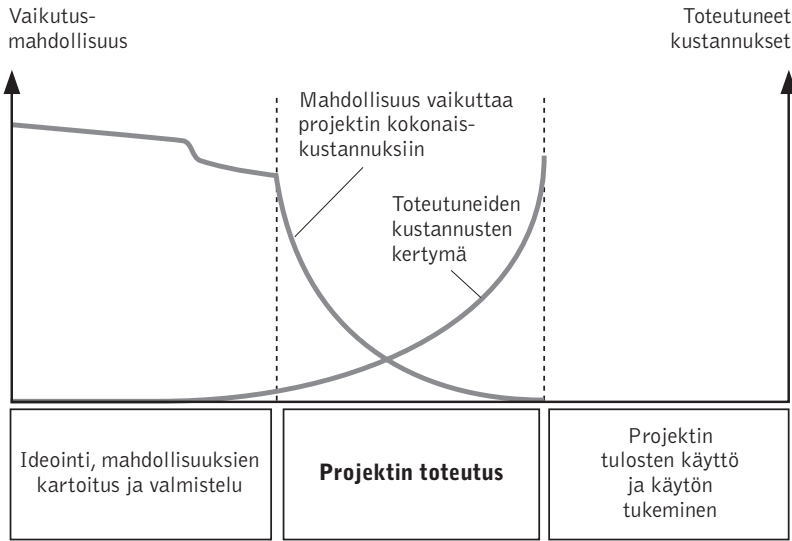 Vaikutus-
mahdollisuus
Toteutuneet
kustannukset
Mahdollisuus vaikuttaa
projektin kokonais-
kustannuksiin
Toteutuneiden
kustannusten
kertymä
Ideointi, mahdollisuuksien
kartoitus ja valmistelu
Projektin toteutus
Projektin
tulosten käyttö
ja käytön
tukeminen